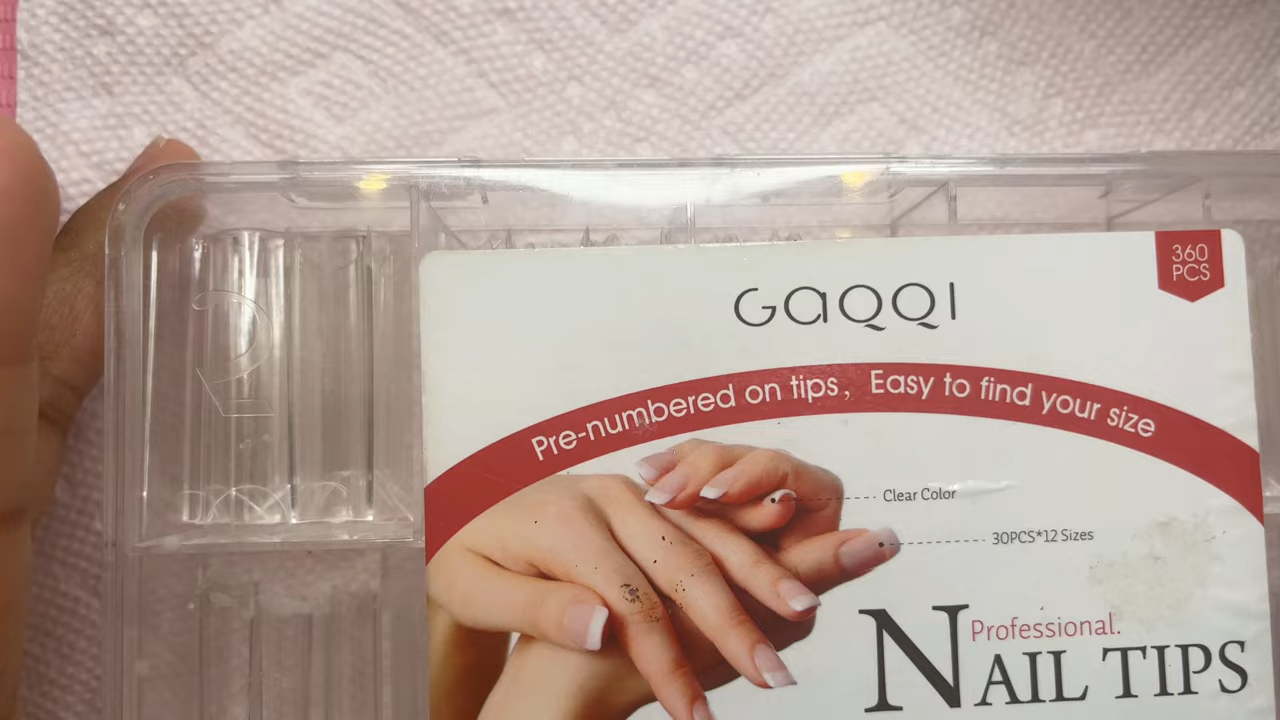 360
PCS
GAQQI
Pre-numbered on tips, Easy to find your size
Clear Color
30PCS*12 Sizes
Professional.
NAIL TIPS
2